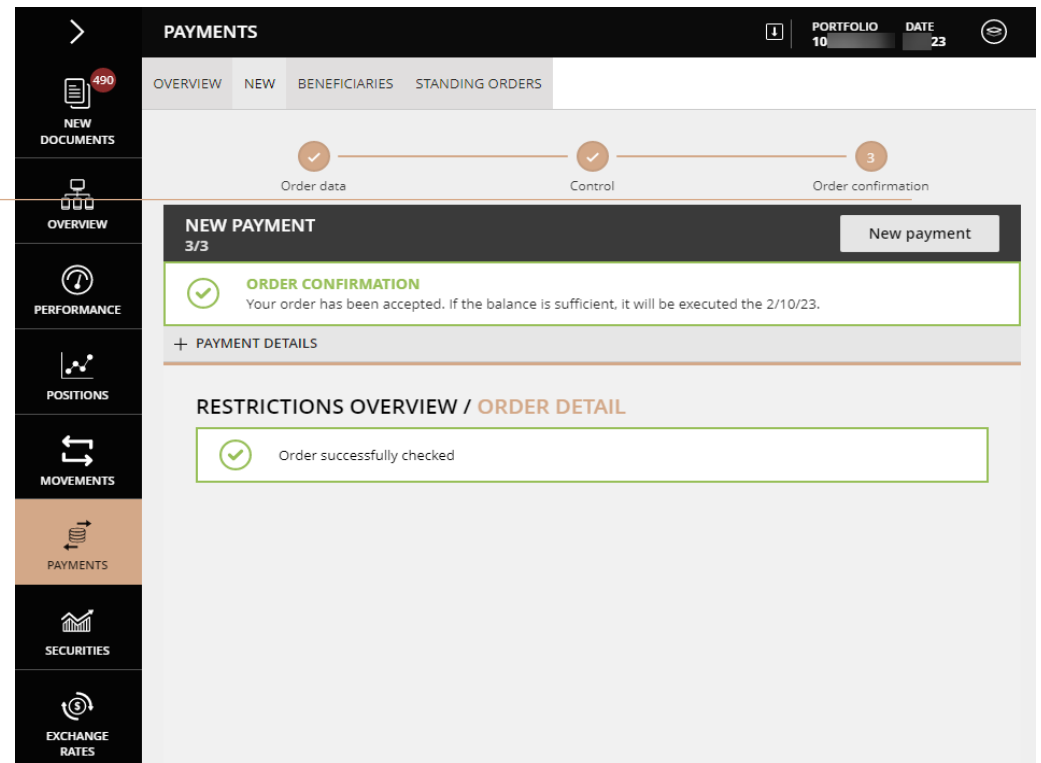 PAYMENTS
PORTFOLIO DATE
10 23
490
NEW
DOCUMENTS
OVERVIEW
PERFORMANCE
POSITIONS
MOVEMENTS
PAYMENTS
SECURITIES
EXCHANGE
RATES
OVERVIEW NEW BENEFICIARIES STANDING ORDERS
3
Order data Control Order confirmation
NEW PAYMENT
3/3
New payment
ORDER CONFIRMATION
Your order has been accepted. If the balance is sufficient, it will be executed the 2/10/23.
+ PAYMENT DETAILS
RESTRICTIONS OVERVIEW / ORDER DETAIL
Order successfully checked